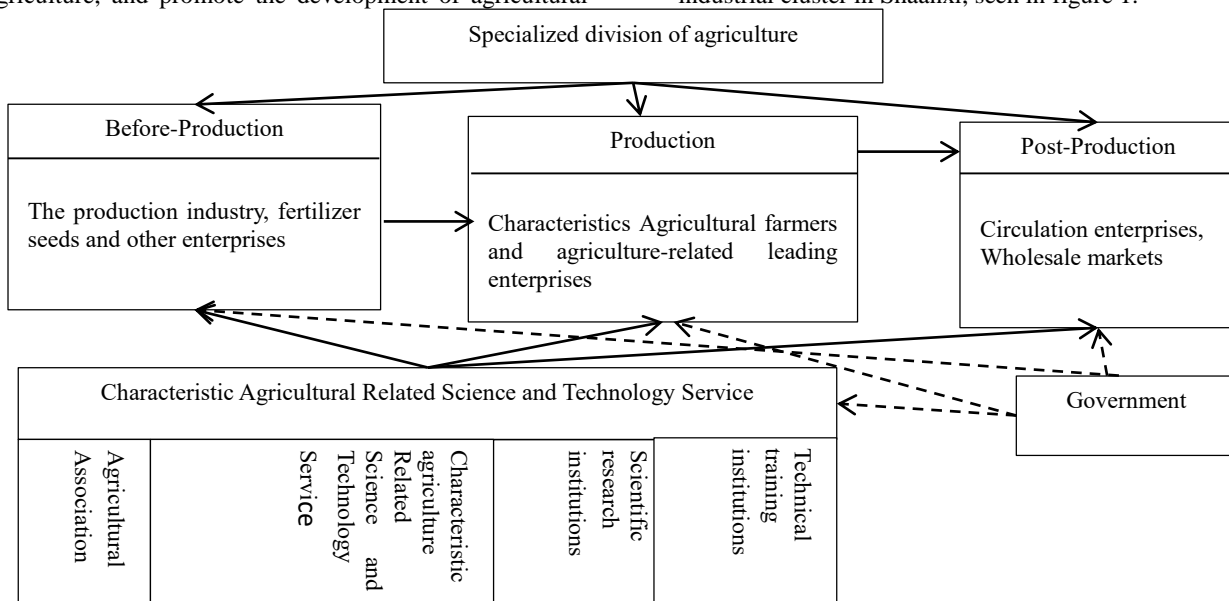 griculture, and promote the development of agricultural
industrial cluster in Shaanxi, seen in figure 1.
Specialized division of agriculture
Before-Production
The production industry, fertilizer
seeds and other enterprises
Production
Characteristics Agricultural farmers
and agriculture-related leading
enterprises
Post-Production
Circulation enterprises,
Wholesale markets
Characteristic Agricultural Related Science and Technology Service
Government
Agricultural
Association
Characteristic
agriculture
Related
Science and
Technology
Service
Scientific
research
institutions
Technical
training
institutions